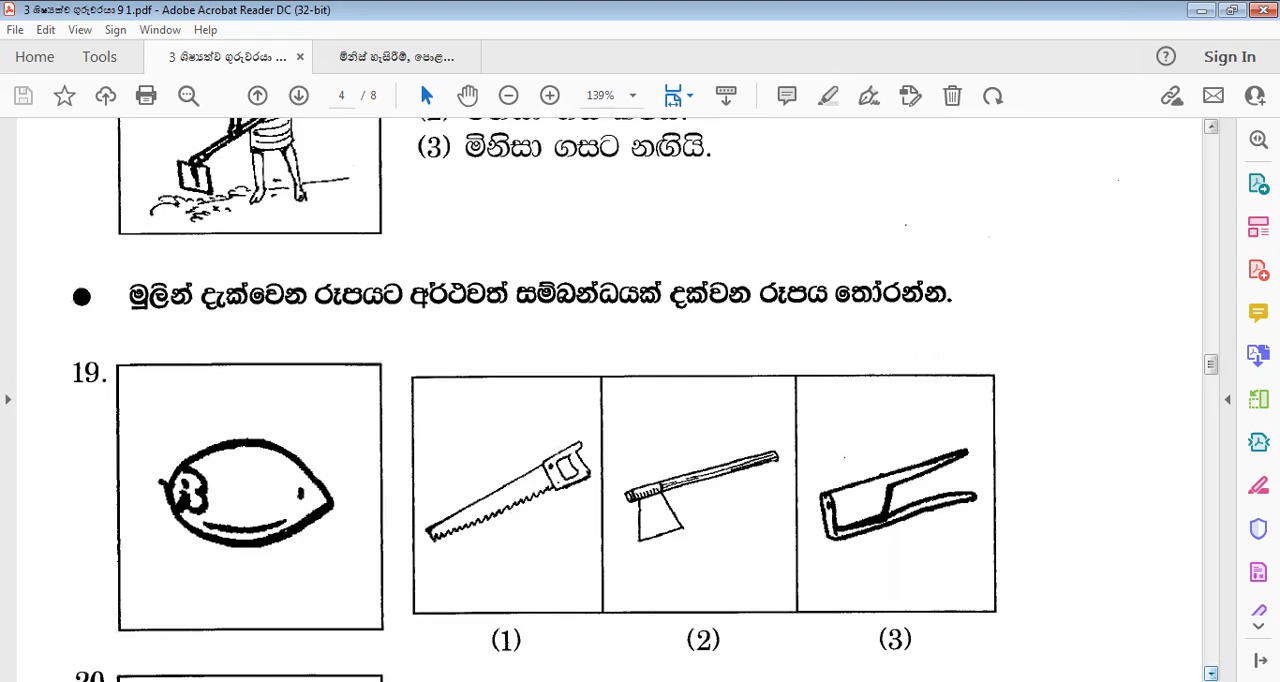 3 ශිෂ්‍යත්ව ගුරුවරයා 9 1.pdf - Adobe Acrobat Reader DC (32-bit)
File Edit View Sign Window Help
Home Tools 3 ශිෂ්‍යත්ව ගුරුවරයා ... × මිනිස් හැසිරීම්, පොළ... Sign In
4 / 8 139%
(3) මිනිසා ගසට නඟියි.
● මුලින් දැක්වෙන රූපයට අර්ථවත් සම්බන්ධයක් දක්වන රූපය තෝරන්න.
19.
(1) (2) (3)
20